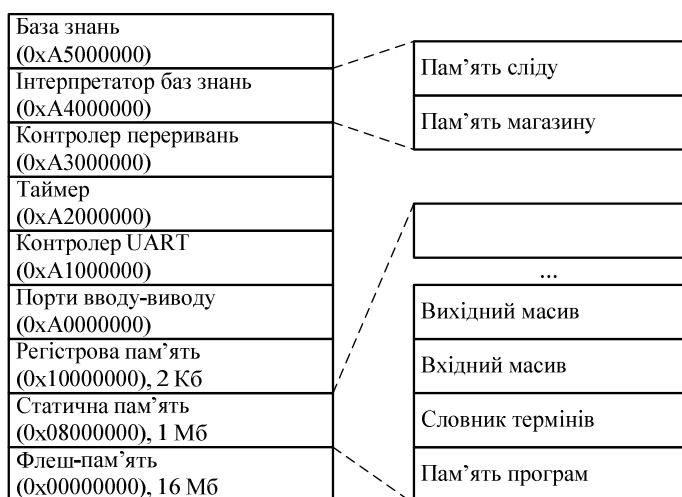 База знань
(0xA5000000)
Інтерпретатор баз знань
(0xA4000000)
Контролер переривань
(0xA3000000)
Таймер
(0xA2000000)
Контролер UART
(0xA1000000)
Порти вводу-виводу
(0xA0000000)
Регістрова пам’ять
(0x10000000), 2 Кб
Статична пам’ять
(0x08000000), 1 Мб
Флеш-пам’ять
(0x00000000), 16 Мб
Пам’ять сліду
Пам’ять магазину
...
Вихідний масив
Вхідний масив
Словник термінів
Пам’ять програм